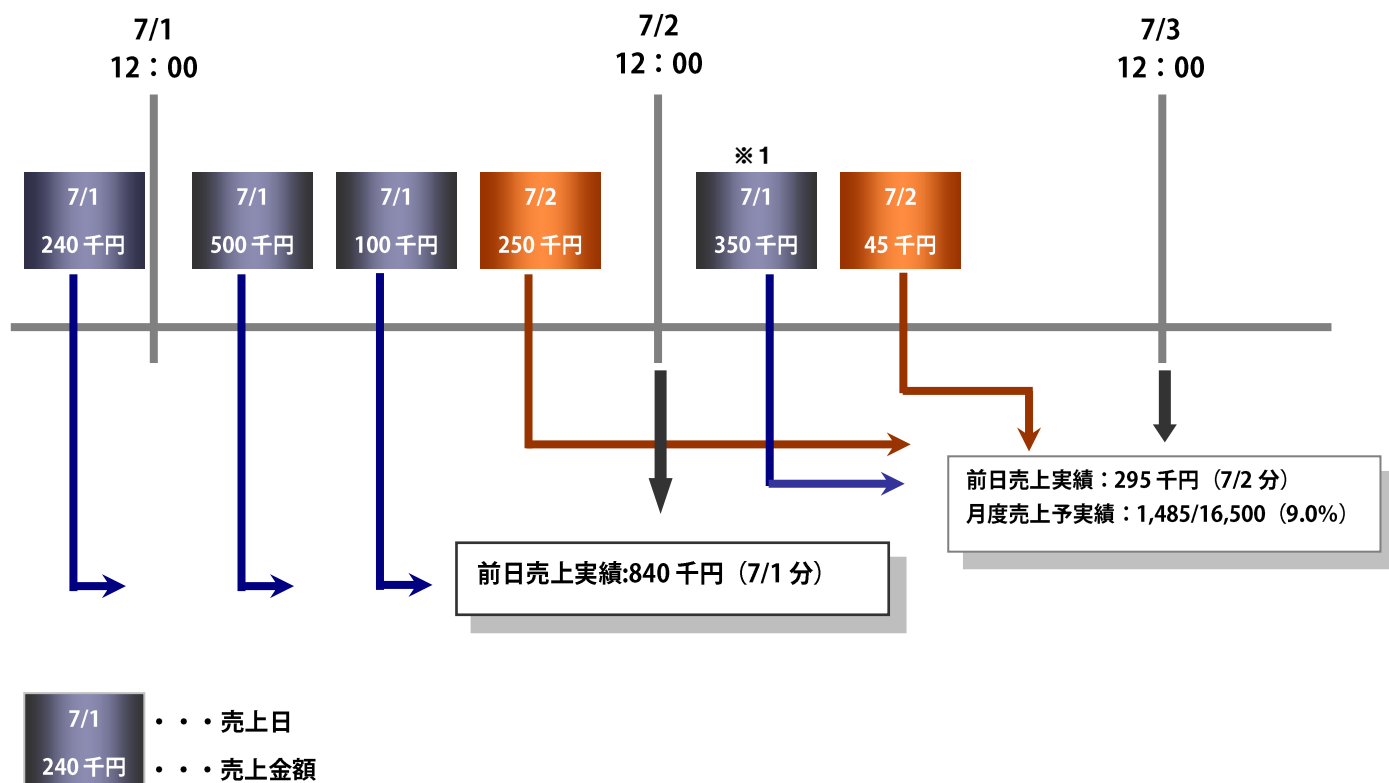 7/1
12：00
7/2
12：00
7/3
12：00
※1
7/1
240 千円
7/1
500 千円
7/1
100 千円
7/2
250 千円
7/1
350 千円
7/2
45 千円
前日売上実績：295 千円（7/2 分）
月度売上予実績：1,485/16,500（9.0%）
前日売上実績:840 千円（7/1 分）
7/1 ・・・売上日
240 千円 ・・・売上金額